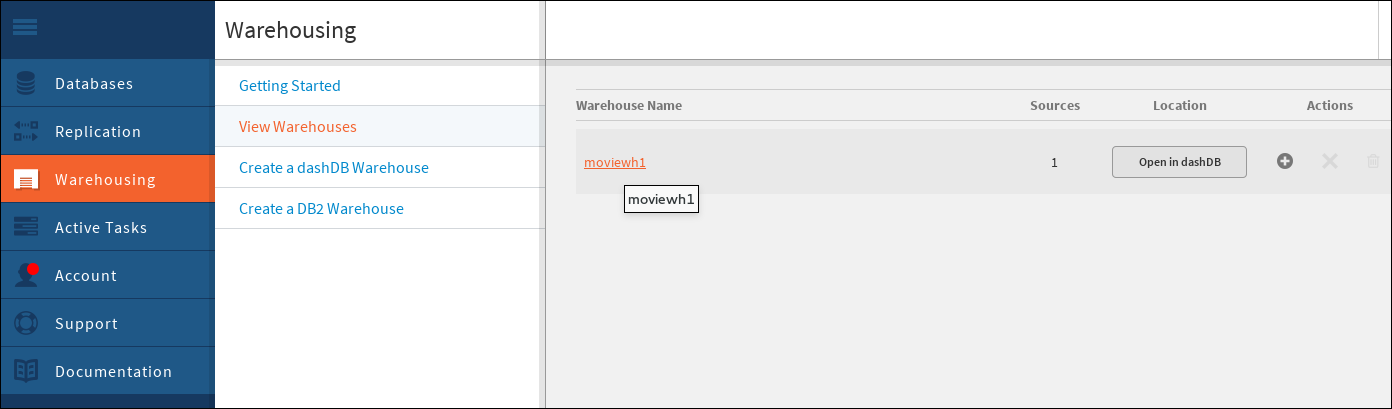 Warehousing
Databases
Replication
Warehousing
Active Tasks
Account
Support
Documentation
Getting Started
View Warehouses
Create a dashDB Warehouse
Create a DB2 Warehouse
Warehouse Name Sources Location Actions
moviewh1 1 Open in dashDB
moviewh1